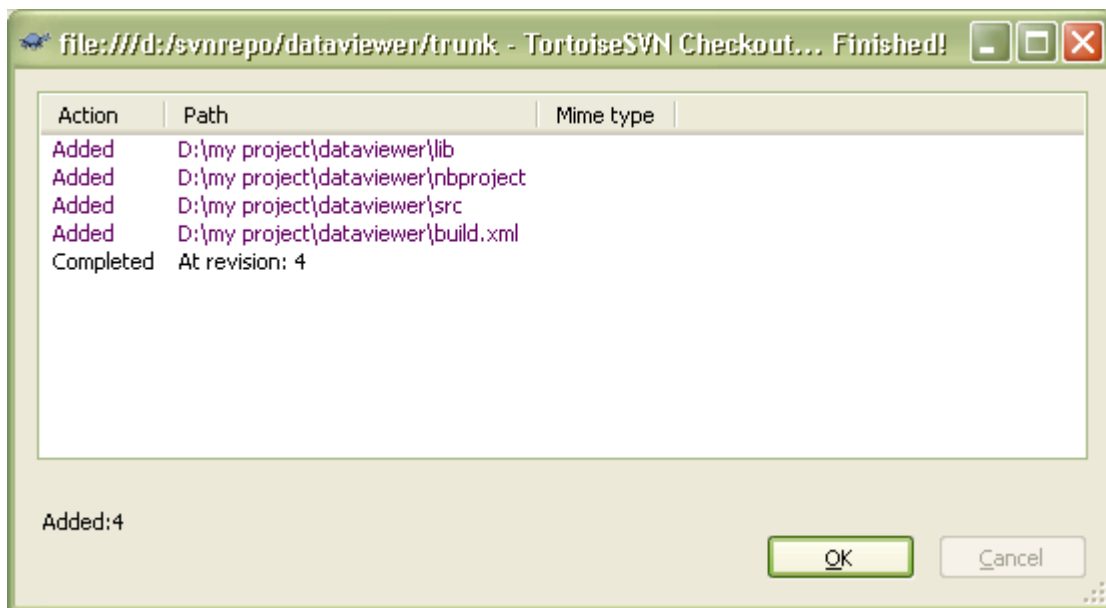 file:///d:/svnrepo/dataviewer/trunk - TortoiseSVN Checkout... Finished!
Action Path Mime type
Added D:\my project\dataviewer\lib
Added D:\my project\dataviewer\nbproject
Added D:\my project\dataviewer\src
Added D:\my project\dataviewer\build.xml
Completed At revision: 4
Added:4
OK Cancel